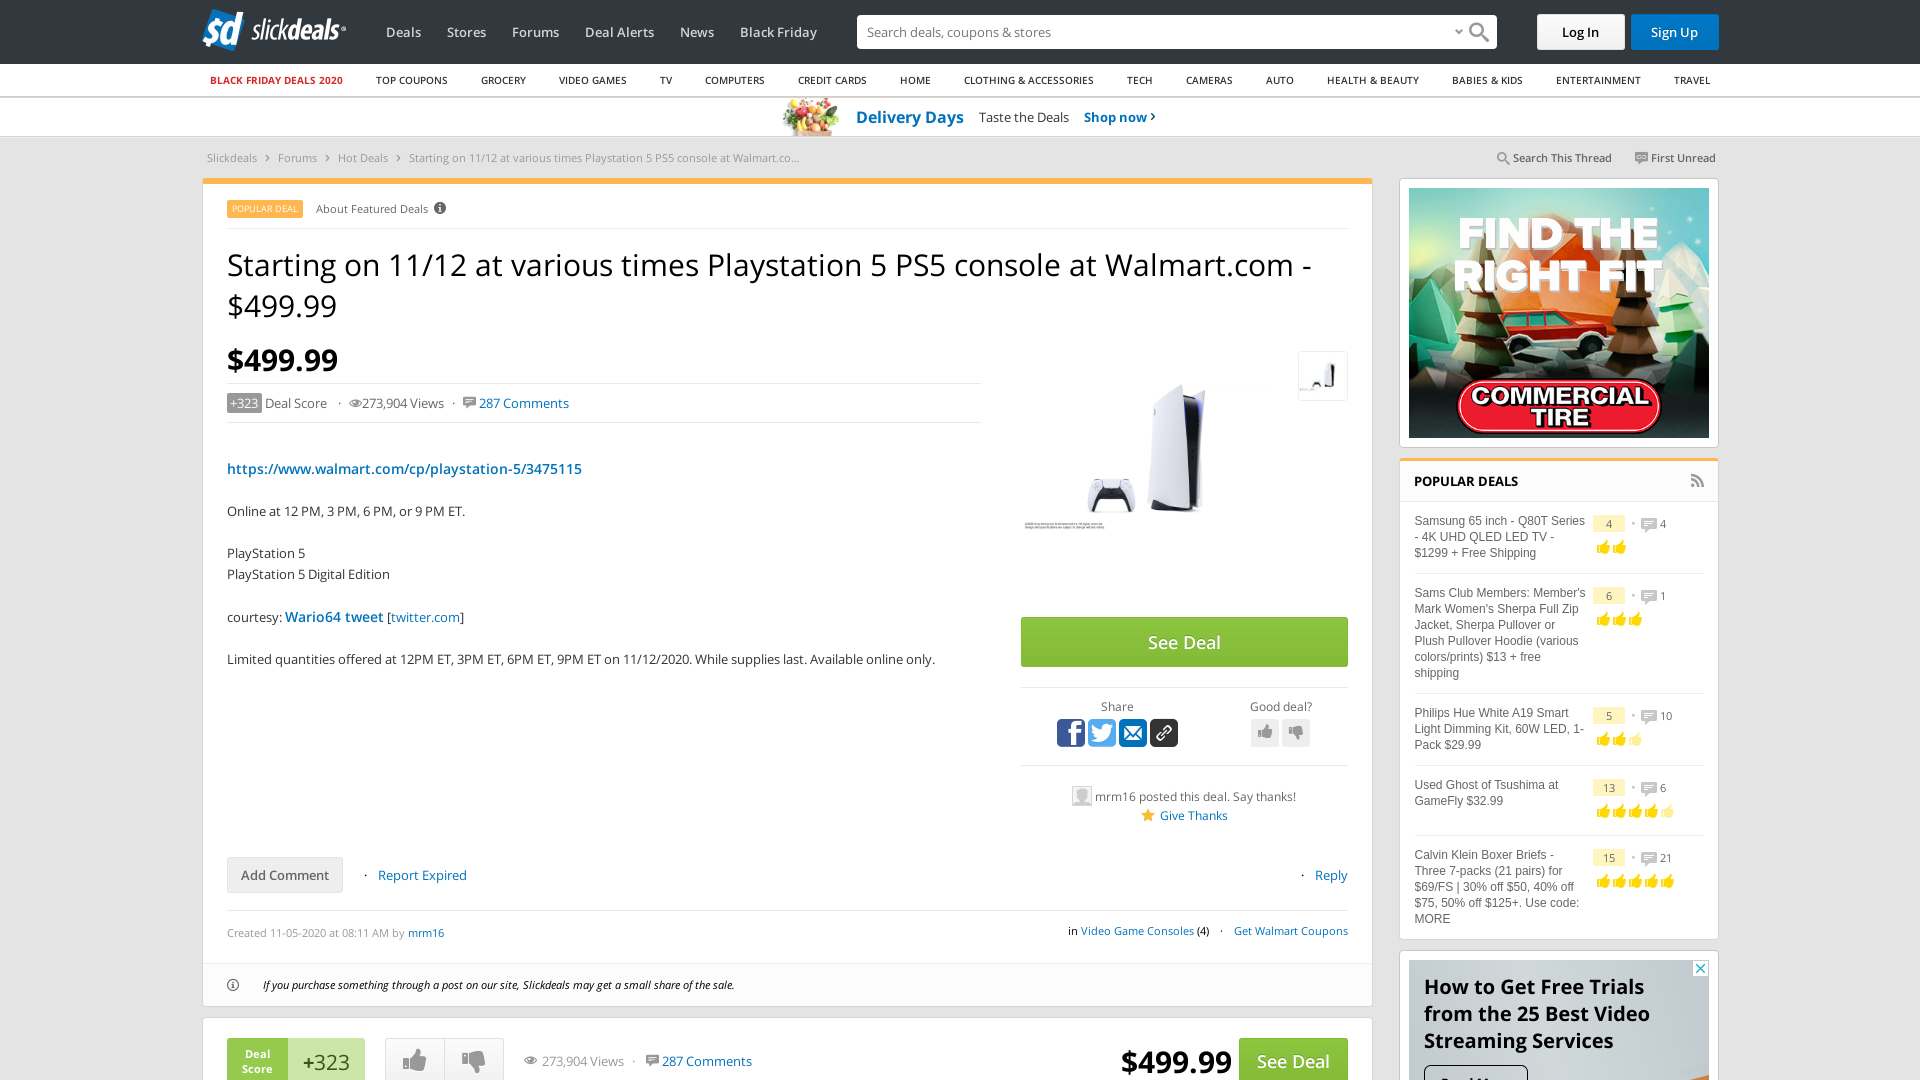 slickdeals
Deals Stores Forums Deal Alerts News Black Friday
Search deals, coupons & stores
Log In Sign Up
BLACK FRIDAY DEALS 2020 TOP COUPONS GROCERY VIDEO GAMES TV COMPUTERS CREDIT CARDS HOME CLOTHING & ACCESSORIES TECH CAMERAS AUTO HEALTH & BEAUTY BABIES & KIDS ENTERTAINMENT TRAVEL
Delivery Days Taste the Deals Shop now ›
Slickdeals › Forums › Hot Deals › Starting on 11/12 at various times Playstation 5 PS5 console at Walmart.co...
Search This Thread First Unread
POPULAR DEAL About Featured Deals
Starting on 11/12 at various times Playstation 5 PS5 console at Walmart.com -
$499.99
$499.99
+323 Deal Score · 273,904 Views · 287 Comments
https://www.walmart.com/cp/playstation-5/3475115
Online at 12 PM, 3 PM, 6 PM, or 9 PM ET.
PlayStation 5
PlayStation 5 Digital Edition
courtesy: Wario64 tweet [twitter.com]
Limited quantities offered at 12PM ET, 3PM ET, 6PM ET, 9PM ET on 11/12/2020. While supplies last. Available online only.
See Deal
Share
Good deal?
mrm16 posted this deal. Say thanks!
Give Thanks
Add Comment · Report Expired
· Reply
Created 11-05-2020 at 08:11 AM by mrm16
in Video Game Consoles (4) · Get Walmart Coupons
If you purchase something through a post on our site, Slickdeals may get a small share of the sale.
Deal
Score
+323
273,904 Views · 287 Comments
$499.99
See Deal
FIND THE
RIGHT FIT
COMMERCIAL
TIRE
POPULAR DEALS
Samsung 65 inch - Q80T Series
- 4K UHD QLED LED TV -
$1299 + Free Shipping
4 • 4
Sams Club Members: Member's
Mark Women's Sherpa Full Zip
Jacket, Sherpa Pullover or
Plush Pullover Hoodie (various
colors/prints) $13 + free
shipping
6 • 1
Philips Hue White A19 Smart
Light Dimming Kit, 60W LED, 1-
Pack $29.99
5 • 10
Used Ghost of Tsushima at
GameFly $32.99
13 • 6
Calvin Klein Boxer Briefs -
Three 7-packs (21 pairs) for
$69/FS | 30% off $50, 40% off
$75, 50% off $125+. Use code:
MORE
15 • 21
How to Get Free Trials
from the 25 Best Video
Streaming Services